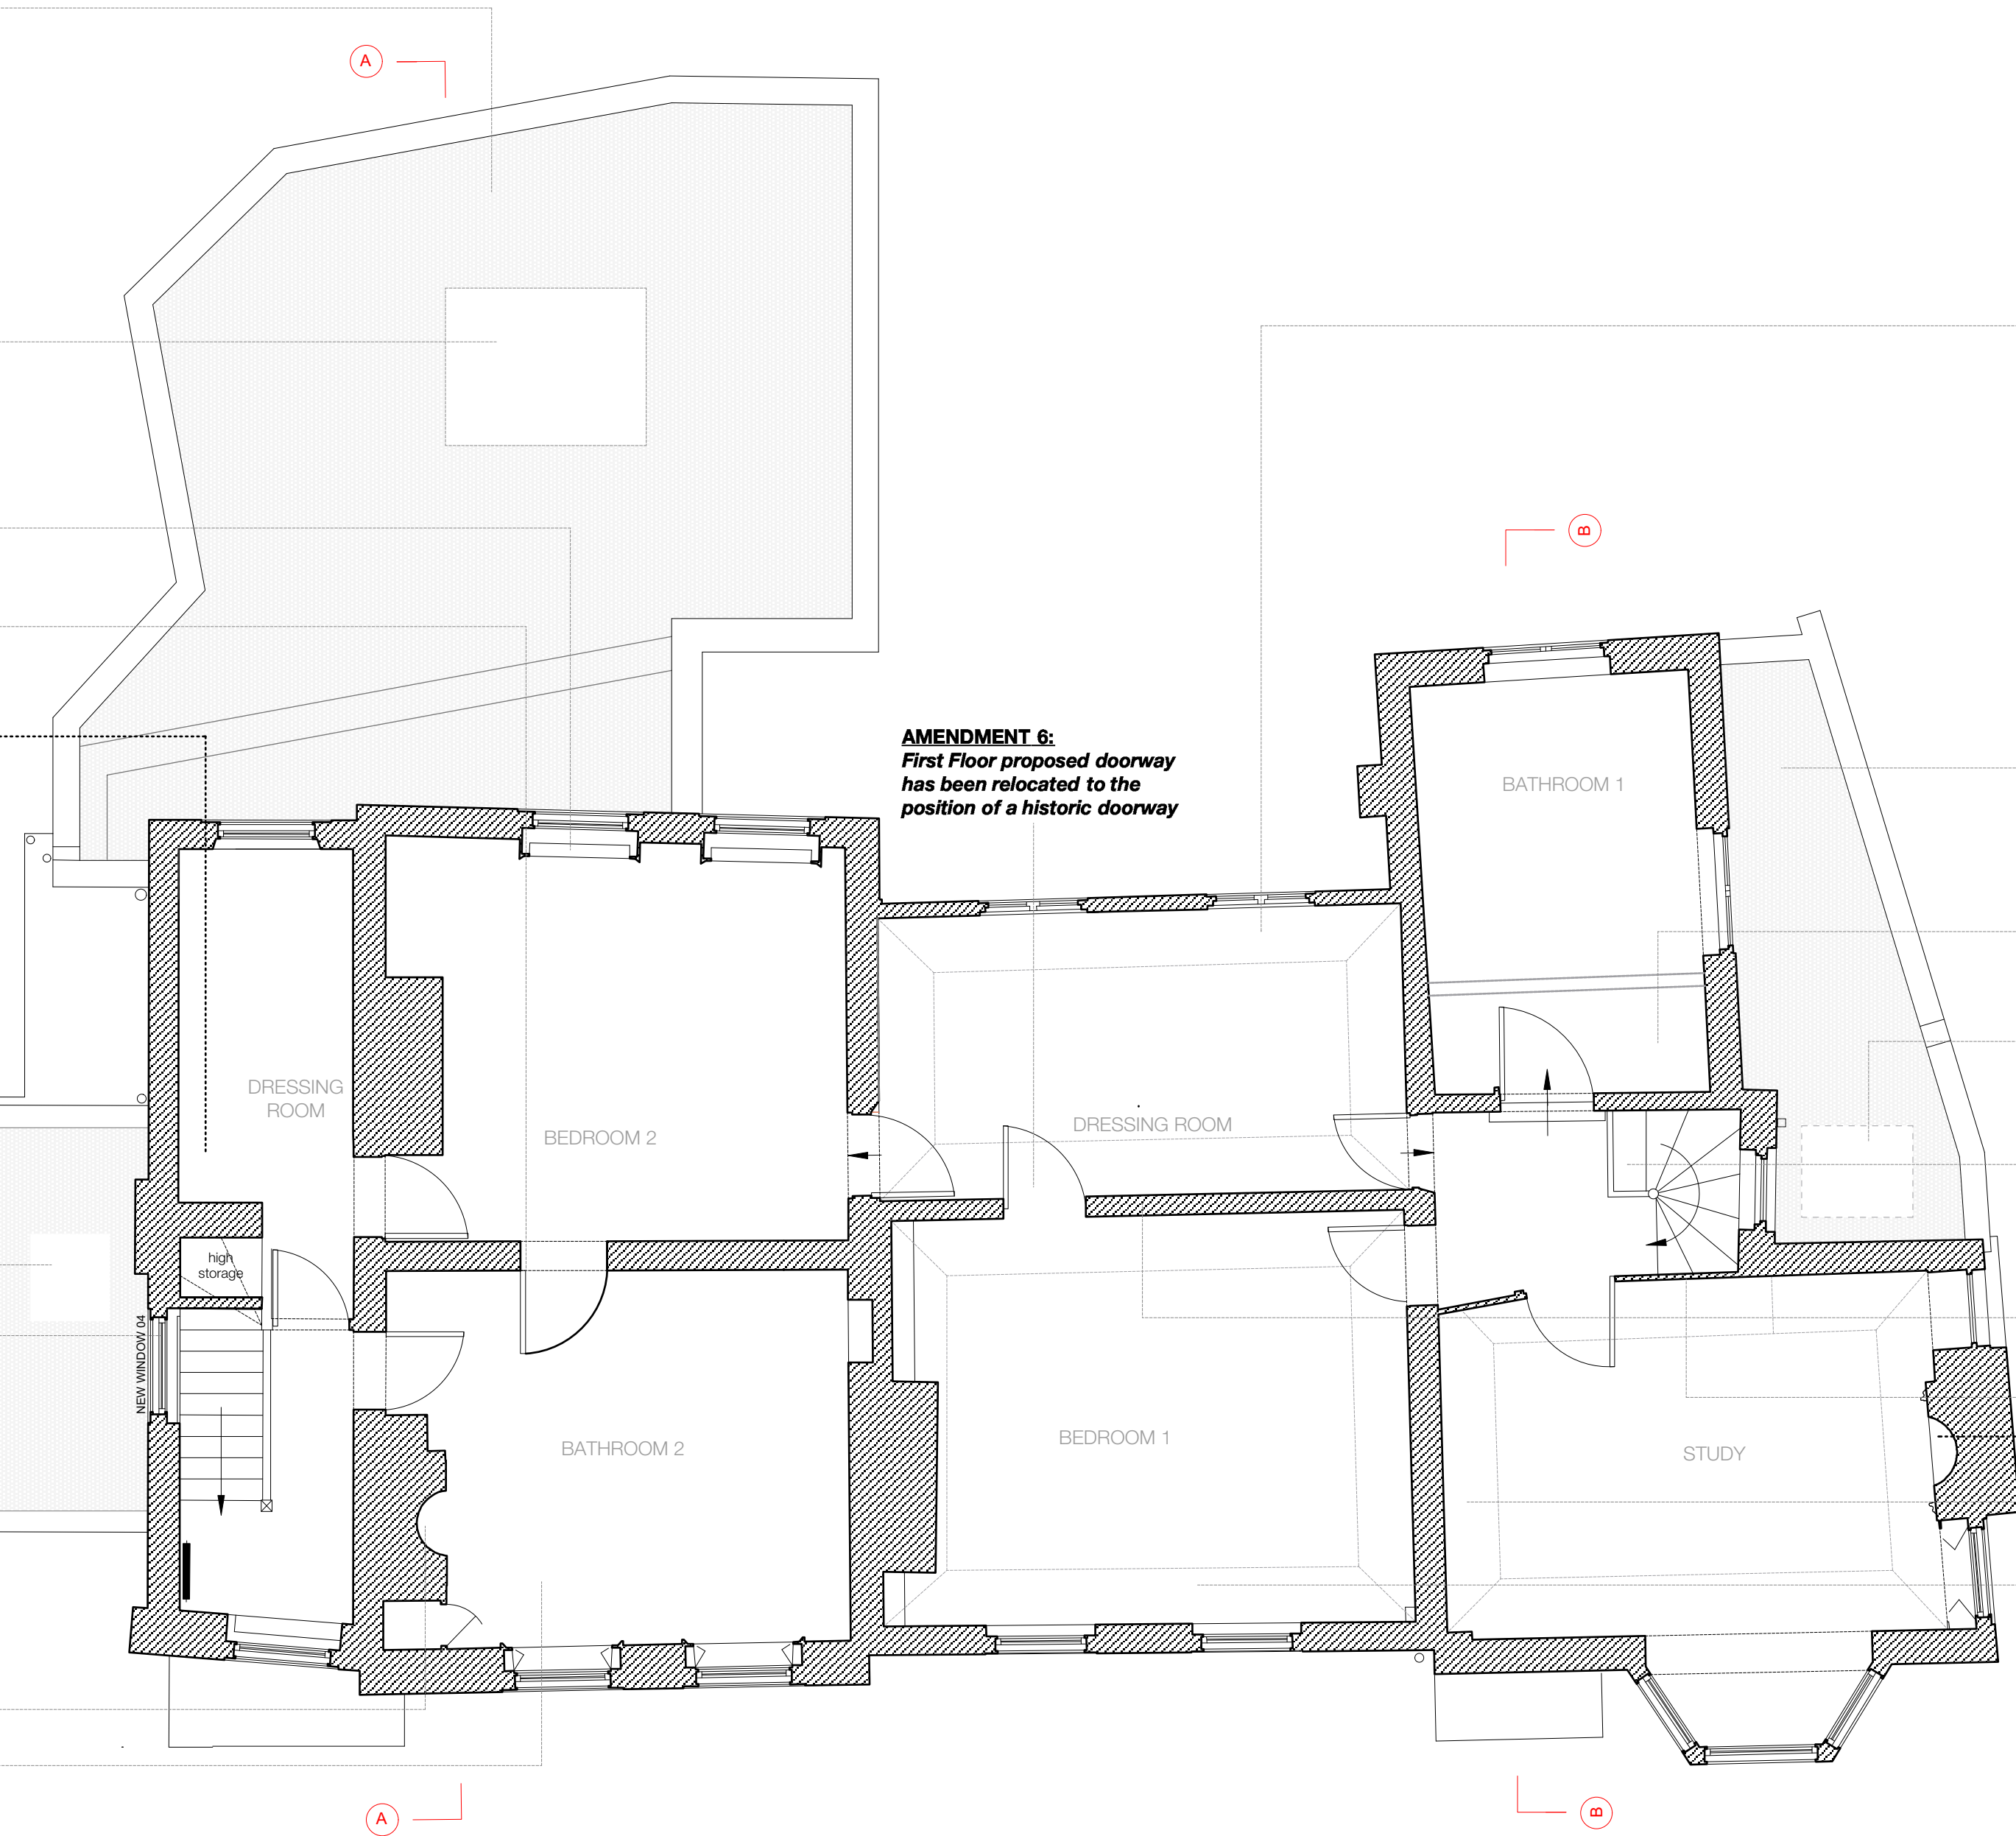 A
B
AMENDMENT 6:
First Floor proposed doorway
has been relocated to the
position of a historic doorway
BATHROOM 1
DRESSING
ROOM
BEDROOM 2
DRESSING ROOM
high
storage
NEW WINDOW 04
BATHROOM 2
BEDROOM 1
STUDY
A
B